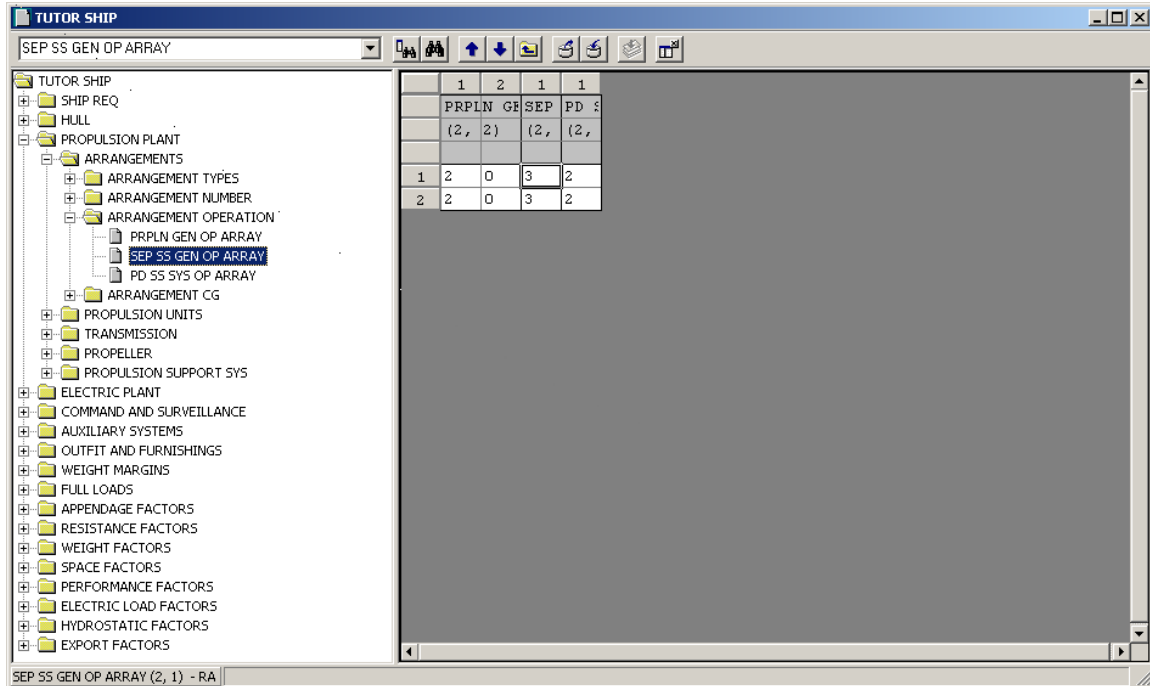 TUTOR SHIP
SEP SS GEN OP ARRAY
TUTOR SHIP
SHIP REQ
HULL
PROPULSION PLANT
ARRANGEMENTS
ARRANGEMENT TYPES
ARRANGEMENT NUMBER
ARRANGEMENT OPERATION
PRPLN GEN OP ARRAY
SEP SS GEN OP ARRAY
PD SS SYS OP ARRAY
ARRANGEMENT CG
PROPULSION UNITS
TRANSMISSION
PROPELLER
PROPULSION SUPPORT SYS
ELECTRIC PLANT
COMMAND AND SURVEILLANCE
AUXILIARY SYSTEMS
OUTFIT AND FURNISHINGS
WEIGHT MARGINS
FULL LOADS
APPENDAGE FACTORS
RESISTANCE FACTORS
WEIGHT FACTORS
SPACE FACTORS
PERFORMANCE FACTORS
ELECTRIC LOAD FACTORS
HYDROSTATIC FACTORS
EXPORT FACTORS
1 2 1 1
PRPLN GE SEP PD S
(2, 2) (2, (2,
1 2 0 3 2
2 2 0 3 2
SEP SS GEN OP ARRAY (2, 1) - RA